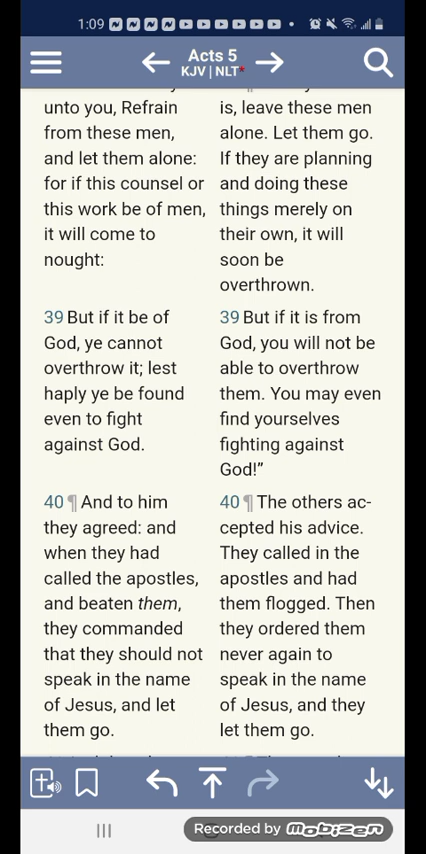 1:09
Acts 5
KJV | NLT*
unto you, Refrain
from these men,
and let them alone:
for if this counsel or
this work be of men,
it will come to
nought:
39 But if it be of
God, ye cannot
overthrow it; lest
haply ye be found
even to fight
against God.
40 ¶ And to him
they agreed: and
when they had
called the apostles,
and beaten them,
they commanded
that they should not
speak in the name
of Jesus, and let
them go.
is, leave these men
alone. Let them go.
If they are planning
and doing these
things merely on
their own, it will
soon be
overthrown.
39 But if it is from
God, you will not be
able to overthrow
them. You may even
find yourselves
fighting against
God!”
40 ¶ The others ac-
cepted his advice.
They called in the
apostles and had
them flogged. Then
they ordered them
never again to
speak in the name
of Jesus, and they
let them go.
Recorded by mobizen